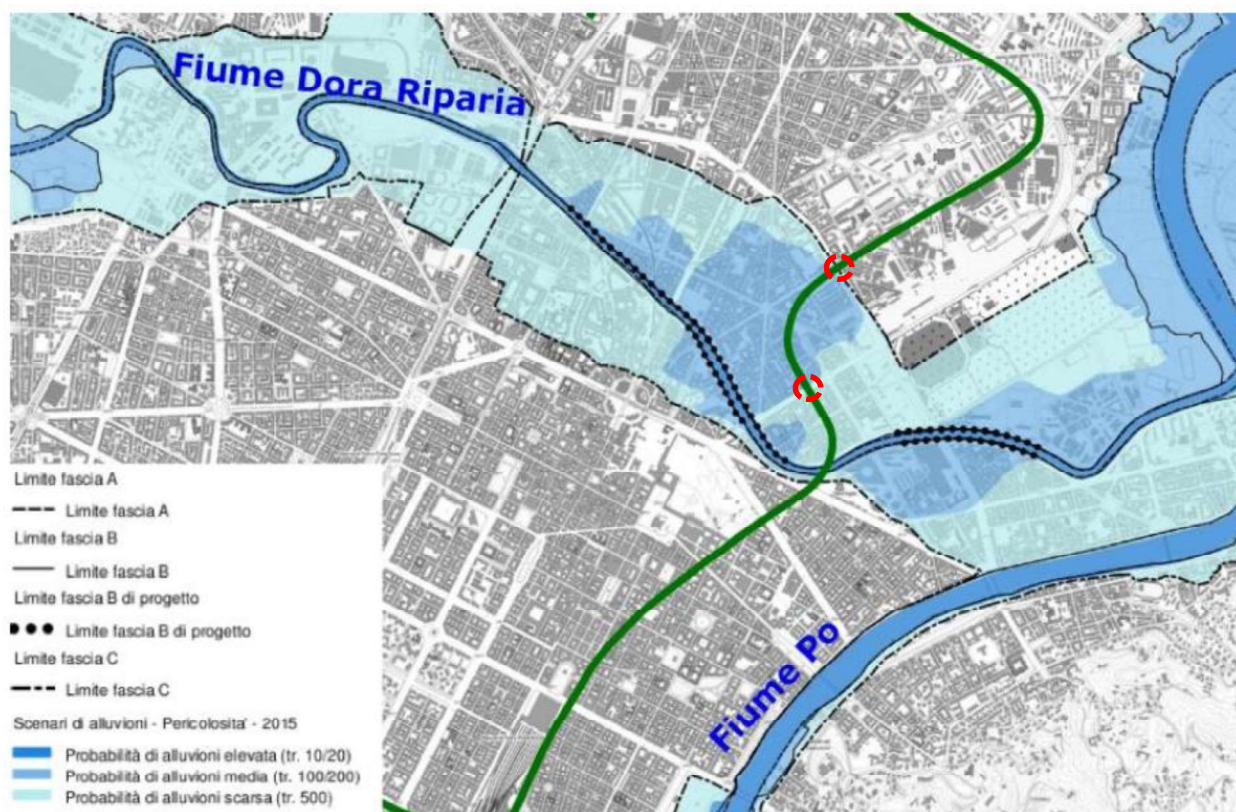 Fiume Dora Riparia
Fiume Po
Limite fascia A
Limite fascia A
Limite fascia B
Limite fascia B
Limite fascia B di progetto
Limite fascia B di progetto
Limite fascia C
Limite fascia C
Scenari di alluvioni - Pericolosita' - 2015
Probabilità di alluvioni elevata (tr. 10/20)
Probabilità di alluvioni media (tr. 100/200)
Probabilità di alluvioni scarsa (tr. 500)